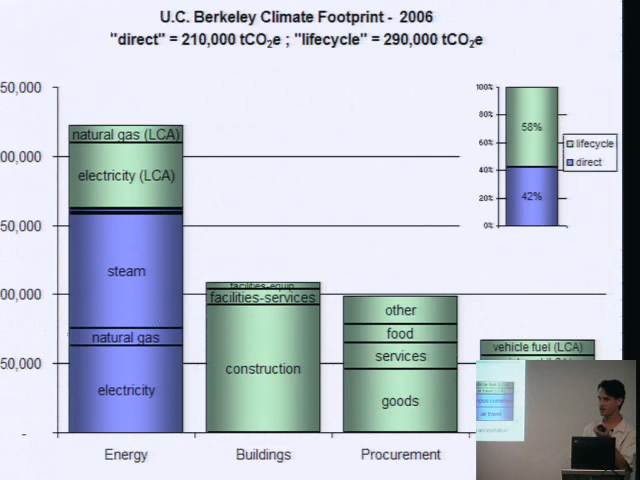 U.C. Berkeley Climate Footprint - 2006
"direct" = 210,000 tCO₂e ; "lifecycle" = 290,000 tCO₂e
50,000
00,000
50,000
00,000
50,000
-
natural gas (LCA)
electricity (LCA)
steam
natural gas
electricity
Energy
facilities-equip
facilities-services
construction
Buildings
other
food
services
goods
Procurement
vehicle fuel (LCA)
100%
80%
60%
40%
20%
0%
58%
42%
lifecycle
direct
air travel